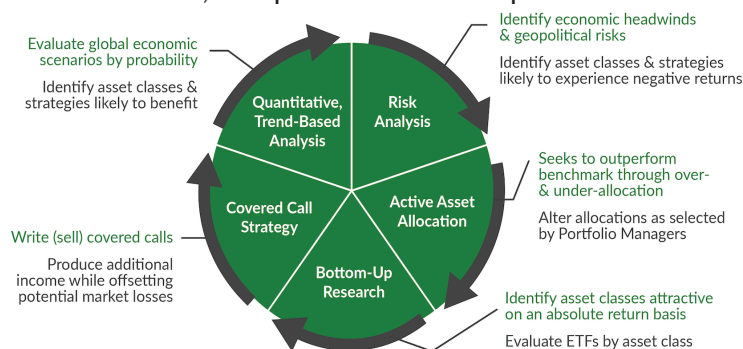 Identify economic headwinds
& geopolitical risks
Identify asset classes & strategies
likely to experience negative returns
Evaluate global economic
scenarios by probability
Identify asset classes &
strategies likely to benefit
Quantitative,
Trend-Based
Analysis
Risk
Analysis
Seeks to outperform
benchmark through over-
& under-allocation
Alter allocations as selected
by Portfolio Managers
Active Asset
Allocation
Covered Call
Strategy
Write (sell) covered calls
Produce additional
income while offsetting
potential market losses
Bottom-Up
Research
Identify asset classes attractive
on an absolute return basis
Evaluate ETFs by asset class